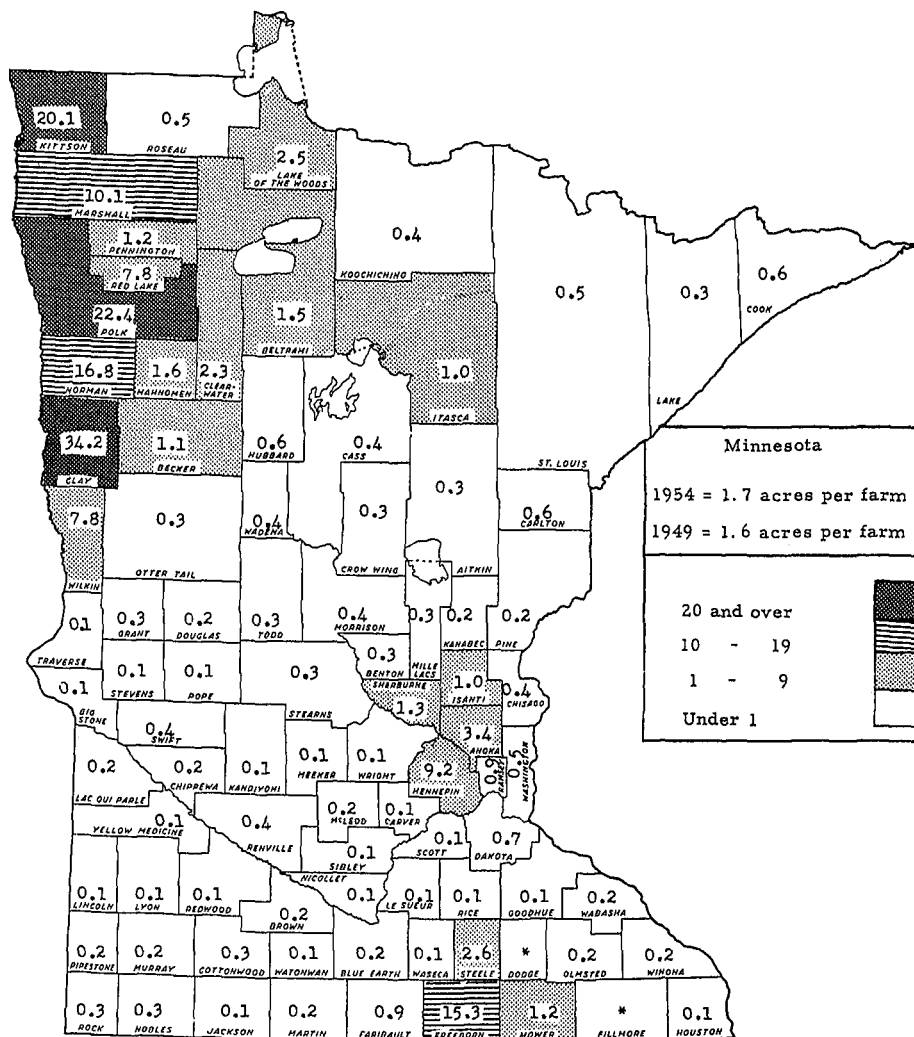 20.1
KITTSON
0.5
ROSEAU
2.5
LAKE
OF THE WOODS
10.1
MARSHALL
1.2
PENNINGTON
7.8
RED LAKE
22.4
POLK
0.4
KOOCHICHING
0.5
ST. LOUIS
0.3
LAKE
0.6
COOK
1.5
BELTRAMI
1.0
ITASCA
16.8
NORMAN
1.6
MAHNOMEN
2.3
CLEAR-
WATER
34.2
CLAY
1.1
BECKER
0.6
HUBBARD
0.4
CASS
0.3
AITKIN
0.6
CARLTON
7.8
WILKIN
0.3
OTTER TAIL
0.4
WADENA
0.3
CROW WING
0.1
TRAVERSE
0.3
GRANT
0.2
DOUGLAS
0.3
TODD
0.4
MORRISON
0.3
MILLE
LACS
0.2
KANABEC
0.2
PINE
0.1
BIG
STONE
0.1
STEVENS
0.1
POPE
0.3
STEARNS
0.3
BENTON
SHERBURNE
1.3
1.0
ISANTI
0.4
CHISAGO
0.4
SWIFT
3.4
ANOKA
0.2
LAC QUI PARLE
0.2
CHIPPEWA
0.1
KANDIYOHI
0.1
MEEKER
0.1
WRIGHT
9.2
HENNEPIN
0.9
RAMSEY
0.5
WASHINGTON
0.1
YELLOW MEDICINE
0.4
RENVILLE
0.2
McLEOD
0.1
CARVER
0.1
SIBLEY
0.1
SCOTT
0.7
DAKOTA
0.1
LINCOLN
0.1
LYON
0.1
REDWOOD
0.2
BROWN
NICOLLET
0.1
0.1
LE SUEUR
0.1
RICE
0.1
GOODHUE
0.2
WABASHA
0.2
PIPESTONE
0.2
MURRAY
0.3
COTTONWOOD
0.1
WATONWAN
0.2
BLUE EARTH
0.1
WASECA
2.6
STEELE
*
DODGE
0.2
OLMSTED
0.2
WINONA
0.3
ROCK
0.3
NOBLES
0.1
JACKSON
0.2
MARTIN
0.9
FARIBAULT
15.3
FREEBORN
1.2
MOWER
*
FILLMORE
0.1
HOUSTON
Minnesota
1954 = 1.7 acres per farm
1949 = 1.6 acres per farm
20 and over
10 - 19
1 - 9
Under 1